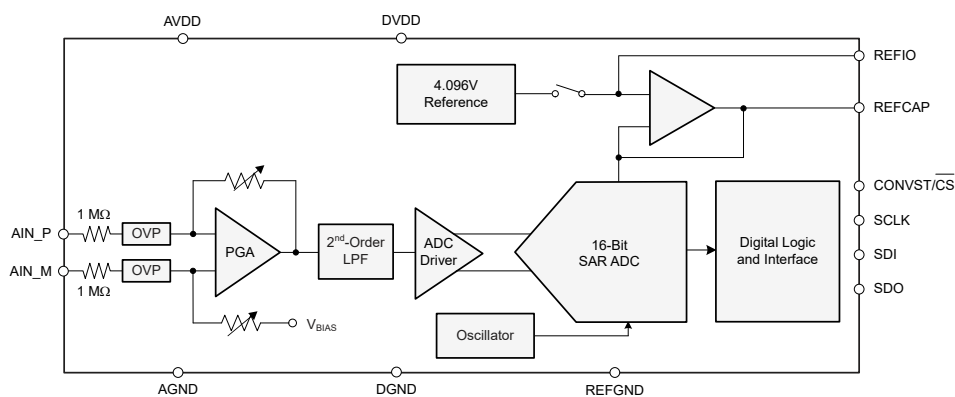 AVDD
DVDD
4.096V
Reference
REFIO
REFCAP
CONVST/C̅S̅
SCLK
SDI
SDO
1 MΩ
AIN_P
OVP
AIN_M
OVP
1 MΩ
PGA
2nd-Order
LPF
ADC
Driver
16-Bit
SAR ADC
Digital Logic
and Interface
VBIAS
Oscillator
AGND
DGND
REFGND